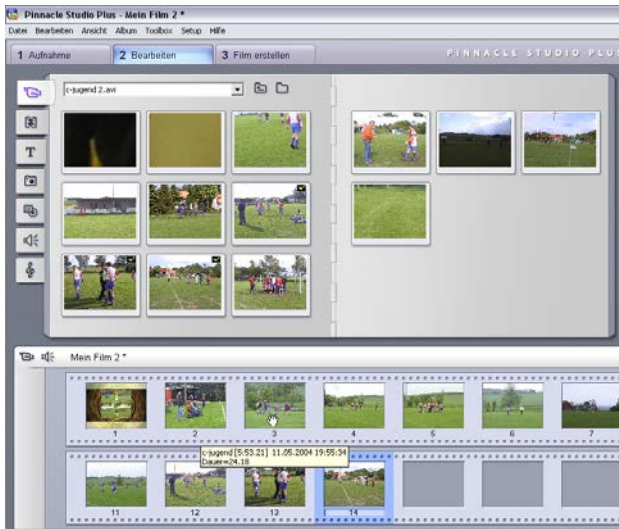 Pinnacle Studio Plus - Mein Film 2 *
Datei Bearbeiten Ansicht Album Toolbox Setup Hilfe
1 Aufnahme 2 Bearbeiten 3 Film erstellen PINNACLE STUDIO PLUS
c-jugend 2.avi
T
Mein Film 2 *
1 2 3 4 5 6 7
c-jugend [5:53.21] 11.05.2004 19:55:34
Dauer=24.18
11 12 13 14